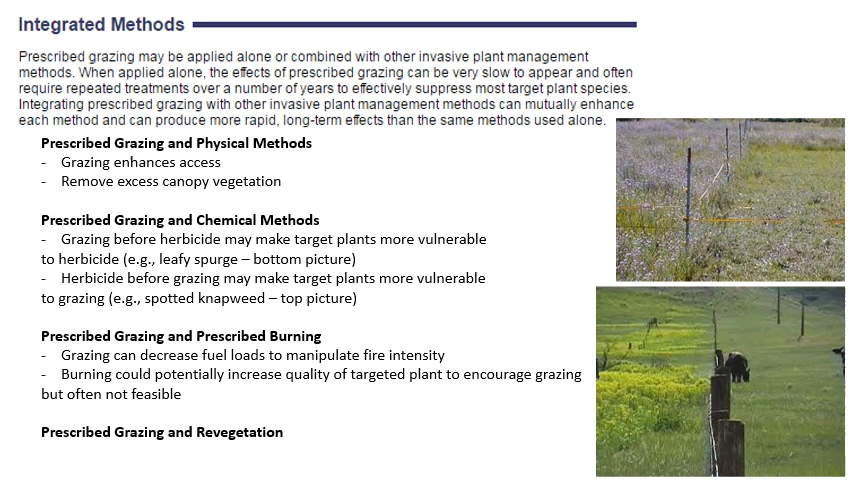 Integrated Methods
Prescribed grazing may be applied alone or combined with other invasive plant management
methods. When applied alone, the effects of prescribed grazing can be very slow to appear and often
require repeated treatments over a number of years to effectively suppress most target plant species.
Integrating prescribed grazing with other invasive plant management methods can mutually enhance
each method and can produce more rapid, long-term effects than the same methods used alone.
Prescribed Grazing and Physical Methods
- Grazing enhances access
- Remove excess canopy vegetation
Prescribed Grazing and Chemical Methods
- Grazing before herbicide may make target plants more vulnerable
to herbicide (e.g., leafy spurge – bottom picture)
- Herbicide before grazing may make target plants more vulnerable
to grazing (e.g., spotted knapweed – top picture)
Prescribed Grazing and Prescribed Burning
- Grazing can decrease fuel loads to manipulate fire intensity
- Burning could potentially increase quality of targeted plant to encourage grazing
but often not feasible
Prescribed Grazing and Revegetation